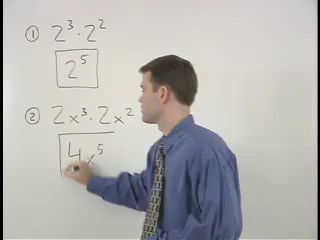 ① 2³ · 2²
2⁵
② 2x³ · 2x²
4x⁵